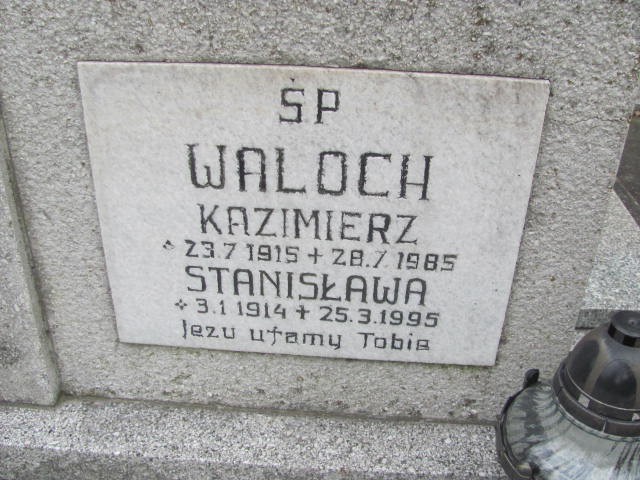 ŚP
WALOCH
KAZIMIERZ
* 23.7 1915 + 28.7.1985
STANISŁAWA
* 3.1 1914 + 25.3.1995
Jezu ufamy Tobie